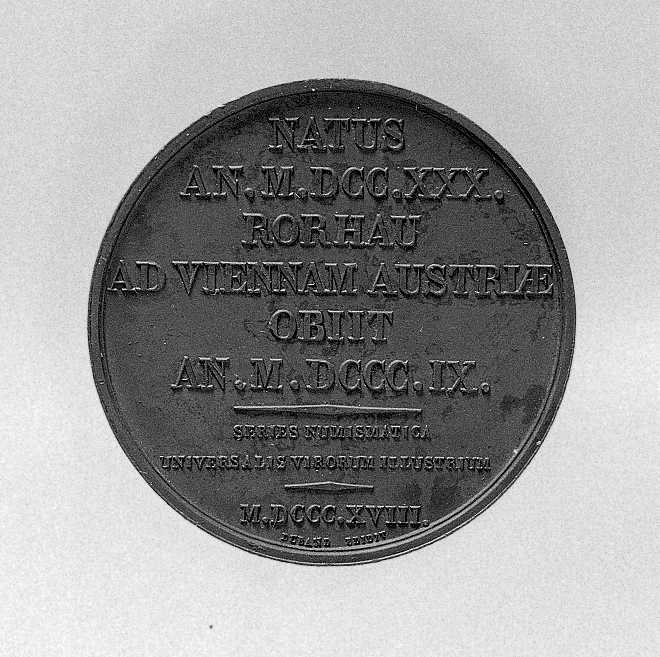 NATUS
AN. M. DCC. XXX.
RORHAU
AD VIENNAM AUSTRIÆ
OBIIT
AN. M. DCCC. IX.
SERIES NUMISMATICA
UNIVERSALIS VIRORUM ILLUSTRIUM
M. DCCC. XVIII.
DURAND EDIDIT